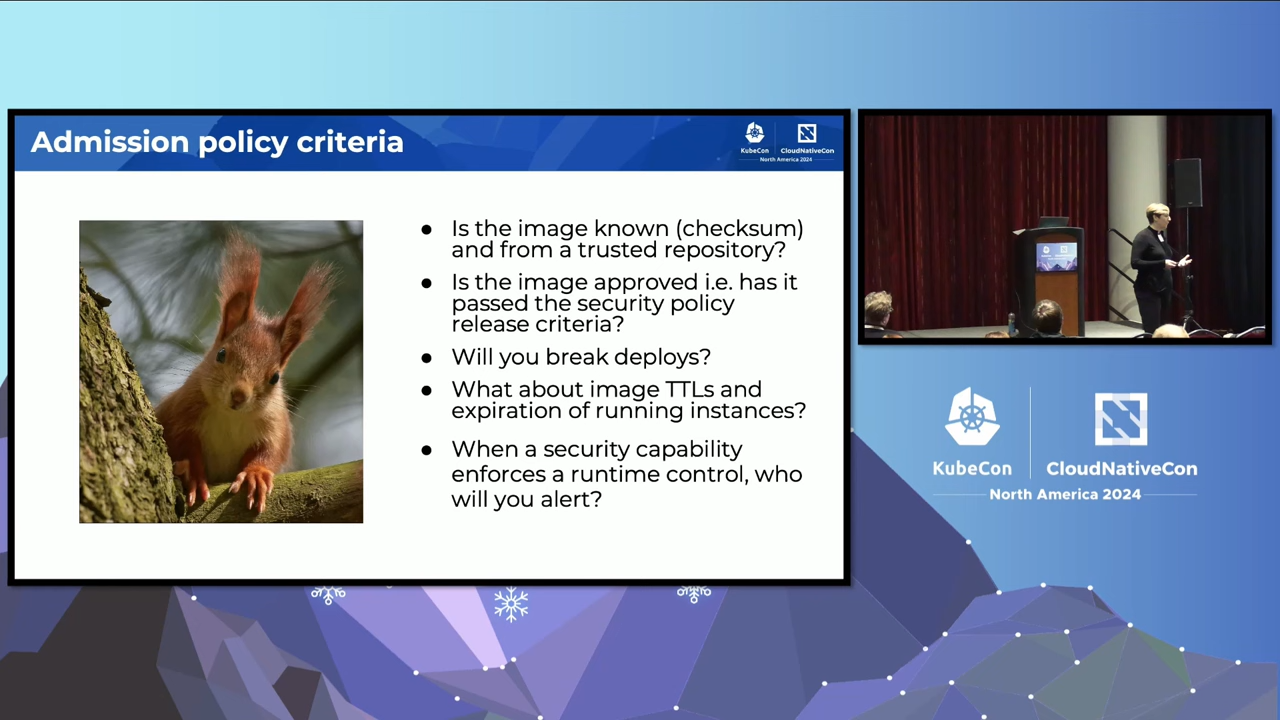 Admission policy criteria
KubeCon
CloudNativeCon
North America 2024
● Is the image known (checksum)
and from a trusted repository?
● Is the image approved i.e. has it
passed the security policy
release criteria?
● Will you break deploys?
● What about image TTLs and
expiration of running instances?
● When a security capability
enforces a runtime control, who
will you alert?
KubeCon
CloudNativeCon
North America 2024